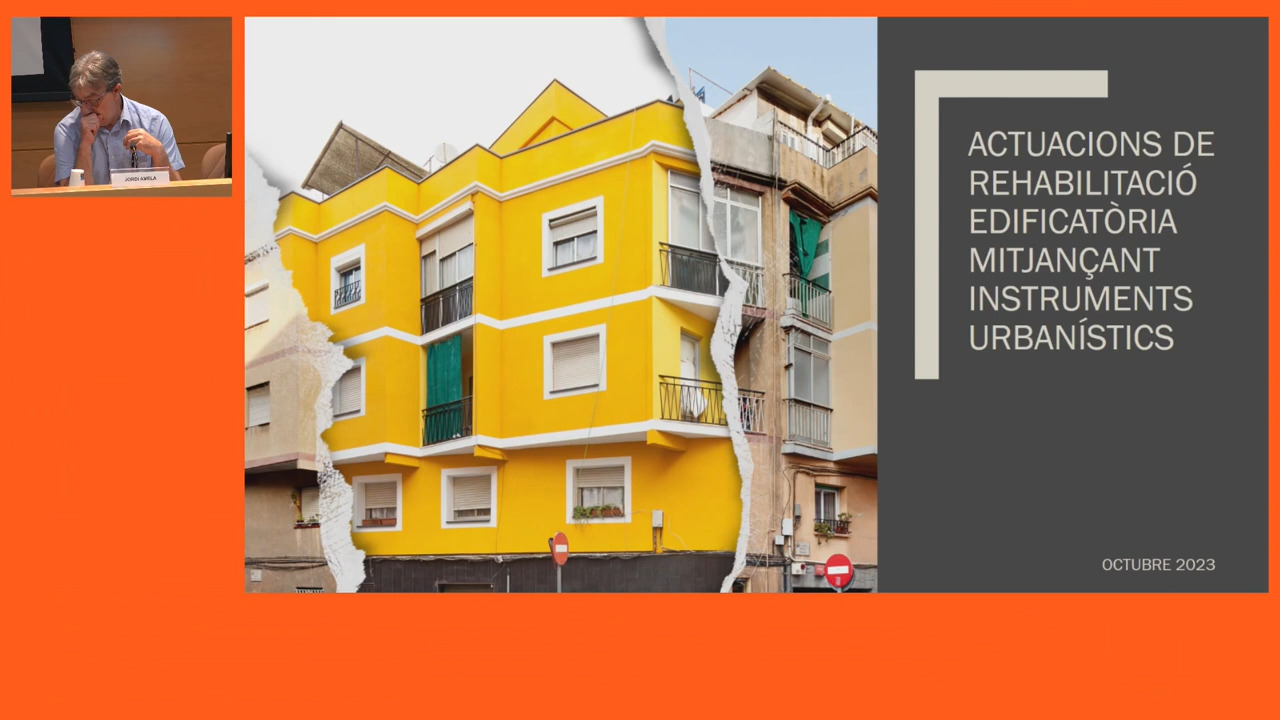 JORDI AMELA
ACTUACIONS DE
REHABILITACIÓ
EDIFICATÒRIA
MITJANÇANT
INSTRUMENTS
URBANÍSTICS
OCTUBRE 2023